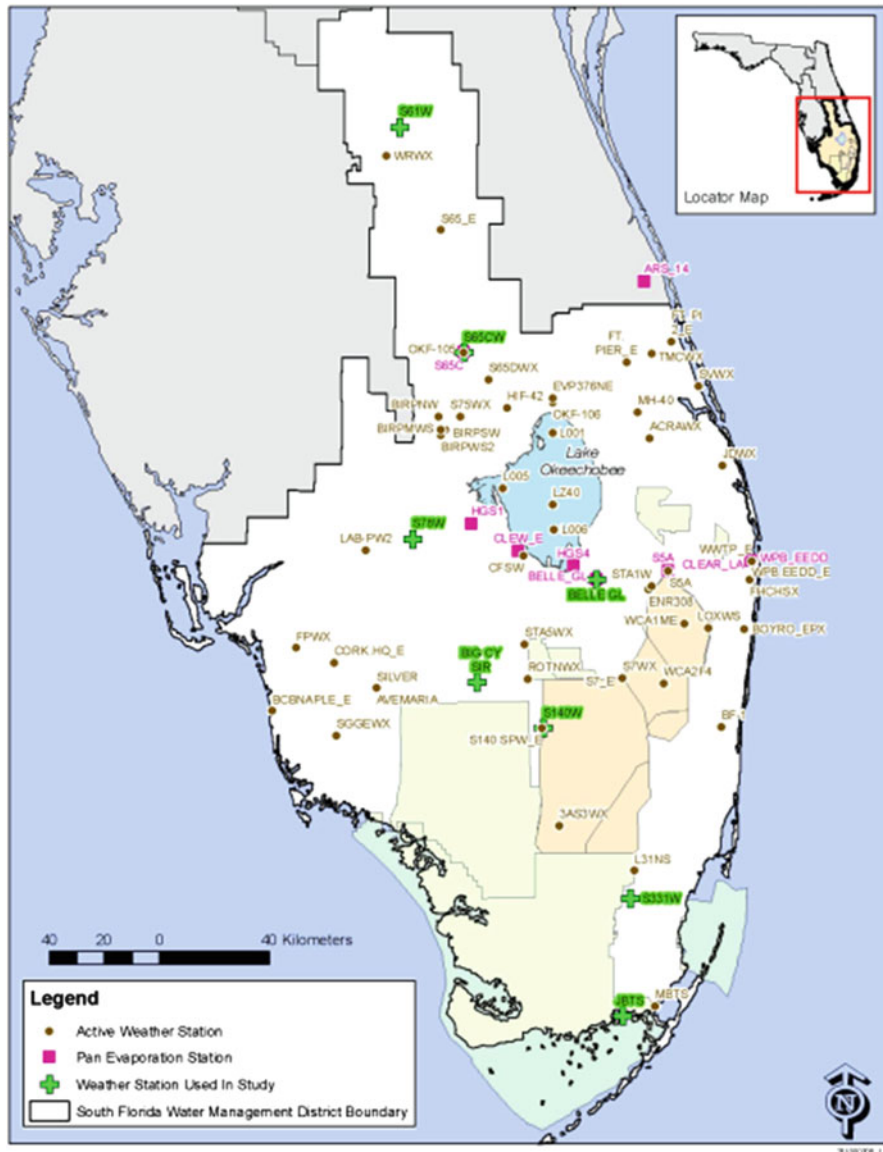 S61W
WRWX
Locator Map
S65_E
ARS_14
FT. PI
2_E
S65CW
OKF-105
S65C
FT.
PIER_E
TMCWX
S65DWX
SVWX
EVP376NE
HIF-42
BIRPNW
S75WX
OKF-106
MH-40
BIRPMWS
BIRPSW
BIRPWS2
L001
ACRAWX
Lake
Okeechobee
JDWX
L005
LZ40
HGS1
S78W
L006
LAB-PW2
CLEW_E
CFSW
HGS4
BELLE_GL
BELLE GL
STA1W
S5A
S5A
WWTP_E
CLEAR_LA
WPB_EEDD
WPB EEDD_E
FHCHSX
ENR308
WCA1ME
LOXWS
BOYRO_EPX
FPWX
CORK.HQ_E
STA5WX
BIG CY
SIR
ROTNWX
S7_E
S7WX
WCA2F4
SILVER
AVEMARIA
BCBNAPLE_E
SGGEWX
S140W
S140 SPW_E
BF-1
3AS3WX
L31NS
S331W
MBTS
JBTS
40 20 0 40 Kilometers
Legend
Active Weather Station
Pan Evaporation Station
Weather Station Used In Study
South Florida Water Management District Boundary
N